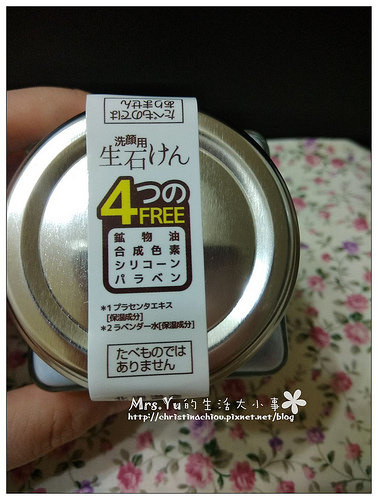 たべものでは
ありません
洗顔用
生石けん
4つの
FREE
鉱物油
合成色素
シリコーン
パラベン
*1プラセンタエキス
[保湿成分]
*2ラベンダー水[保湿成分]
たべものでは
ありません
Mrs.Yu的生活大小事
http://christinachiou.pixnet.net/blog